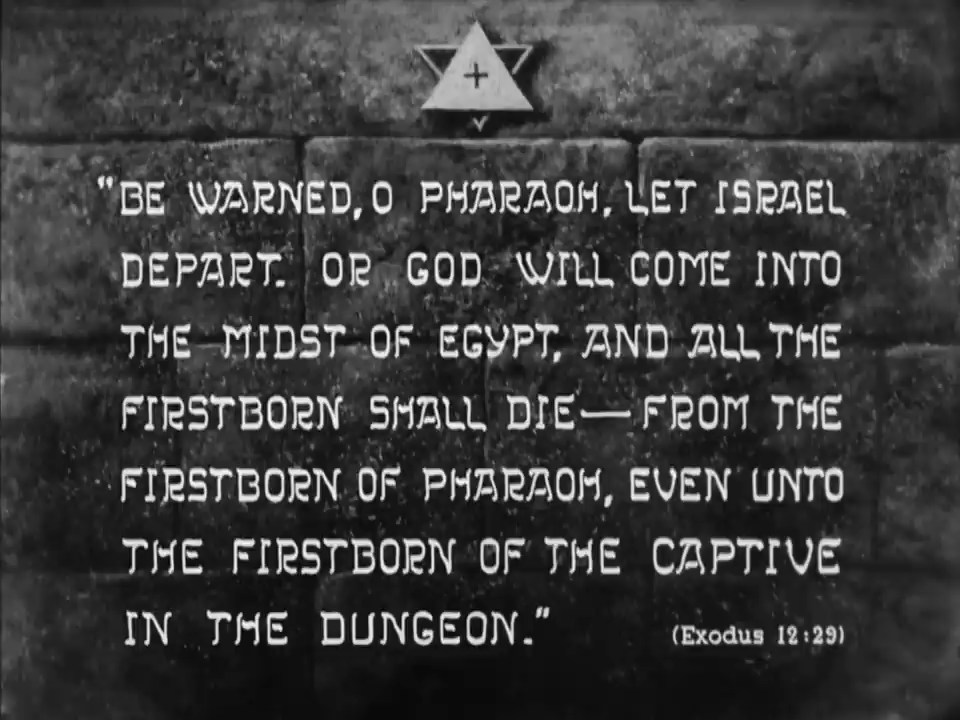 "BE WARNED, O PHARAOH, LET ISRAEL
DEPART. OR GOD WILL COME INTO
THE MIDST OF EGYPT, AND ALL THE
FIRSTBORN SHALL DIE—FROM THE
FIRSTBORN OF PHARAOH, EVEN UNTO
THE FIRSTBORN OF THE CAPTIVE
IN THE DUNGEON."
(Exodus 12:29)